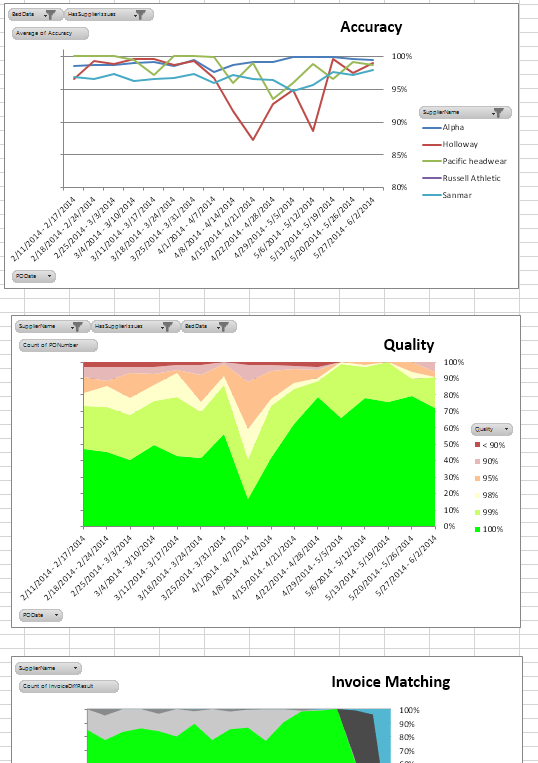 BadData HasSupplierIssues
Accuracy
Average of Accuracy
100%
95%
90%
85%
80%
SupplierName
Alpha
Holloway
Pacific headwear
Russell Athletic
Sanmar
2/11/2014 - 2/17/2014
2/18/2014 - 2/24/2014
2/25/2014 - 3/3/2014
3/4/2014 - 3/10/2014
3/11/2014 - 3/17/2014
3/18/2014 - 3/24/2014
3/25/2014 - 3/31/2014
4/1/2014 - 4/7/2014
4/8/2014 - 4/14/2014
4/15/2014 - 4/21/2014
4/22/2014 - 4/28/2014
4/29/2014 - 5/5/2014
5/6/2014 - 5/12/2014
5/13/2014 - 5/19/2014
5/20/2014 - 5/26/2014
5/27/2014 - 6/2/2014
PODate
SupplierName HasSupplierIssues BadData
Quality
Count of PONumber
100%
90%
80%
70%
60%
50%
40%
30%
20%
10%
0%
Quality
< 90%
90%
95%
98%
99%
100%
2/11/2014 - 2/17/2014
2/18/2014 - 2/24/2014
2/25/2014 - 3/3/2014
3/4/2014 - 3/10/2014
3/11/2014 - 3/17/2014
3/18/2014 - 3/24/2014
3/25/2014 - 3/31/2014
4/1/2014 - 4/7/2014
4/8/2014 - 4/14/2014
4/15/2014 - 4/21/2014
4/22/2014 - 4/28/2014
4/29/2014 - 5/5/2014
5/6/2014 - 5/12/2014
5/13/2014 - 5/19/2014
5/20/2014 - 5/26/2014
5/27/2014 - 6/2/2014
PODate
SupplierName
Invoice Matching
Count of InvoiceDiffResult
100%
90%
80%
70%
60%